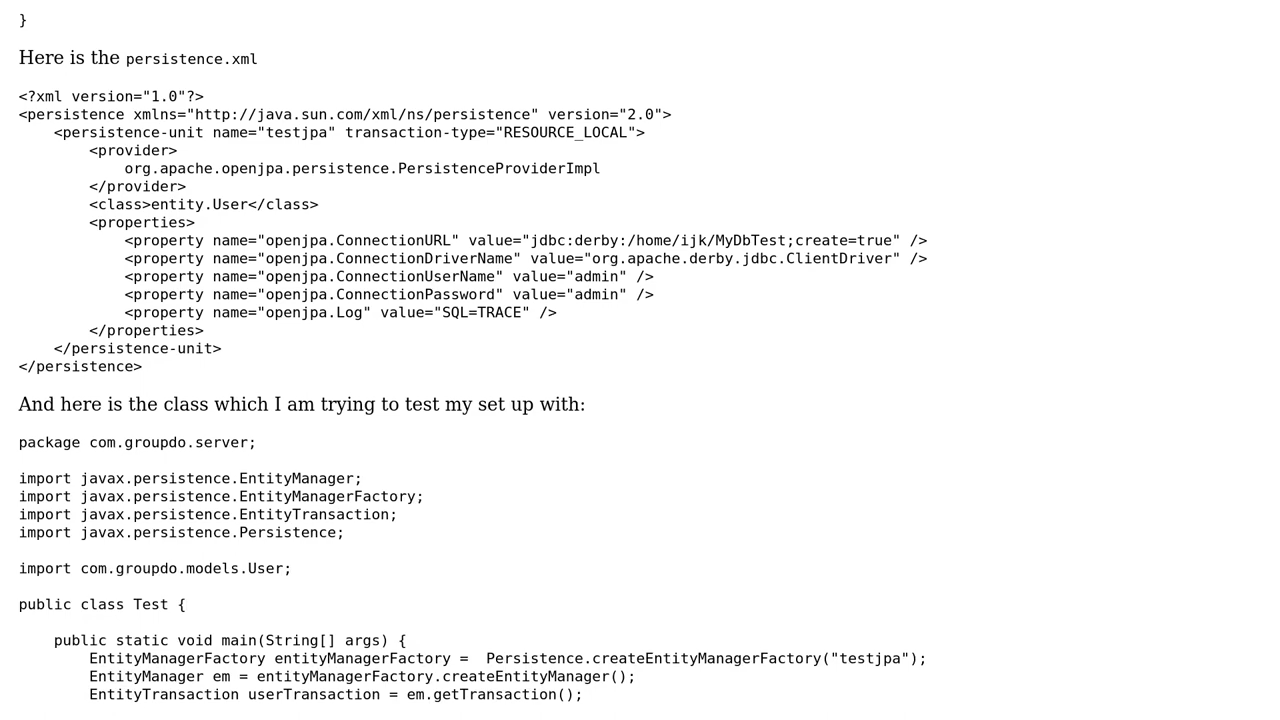 }
Here is the persistence.xml
<?xml version="1.0"?>
<persistence xmlns="http://java.sun.com/xml/ns/persistence" version="2.0">
    <persistence-unit name="testjpa" transaction-type="RESOURCE_LOCAL">
        <provider>
            org.apache.openjpa.persistence.PersistenceProviderImpl
        </provider>
        <class>entity.User</class>
        <properties>
            <property name="openjpa.ConnectionURL" value="jdbc:derby:/home/ijk/MyDbTest;create=true" />
            <property name="openjpa.ConnectionDriverName" value="org.apache.derby.jdbc.ClientDriver" />
            <property name="openjpa.ConnectionUserName" value="admin" />
            <property name="openjpa.ConnectionPassword" value="admin" />
            <property name="openjpa.Log" value="SQL=TRACE" />
        </properties>
    </persistence-unit>
</persistence>
And here is the class which I am trying to test my set up with:
package com.groupdo.server;
import javax.persistence.EntityManager;
import javax.persistence.EntityManagerFactory;
import javax.persistence.EntityTransaction;
import javax.persistence.Persistence;
import com.groupdo.models.User;
public class Test {
    public static void main(String[] args) {
        EntityManagerFactory entityManagerFactory =  Persistence.createEntityManagerFactory("testjpa");
        EntityManager em = entityManagerFactory.createEntityManager();
        EntityTransaction userTransaction = em.getTransaction();